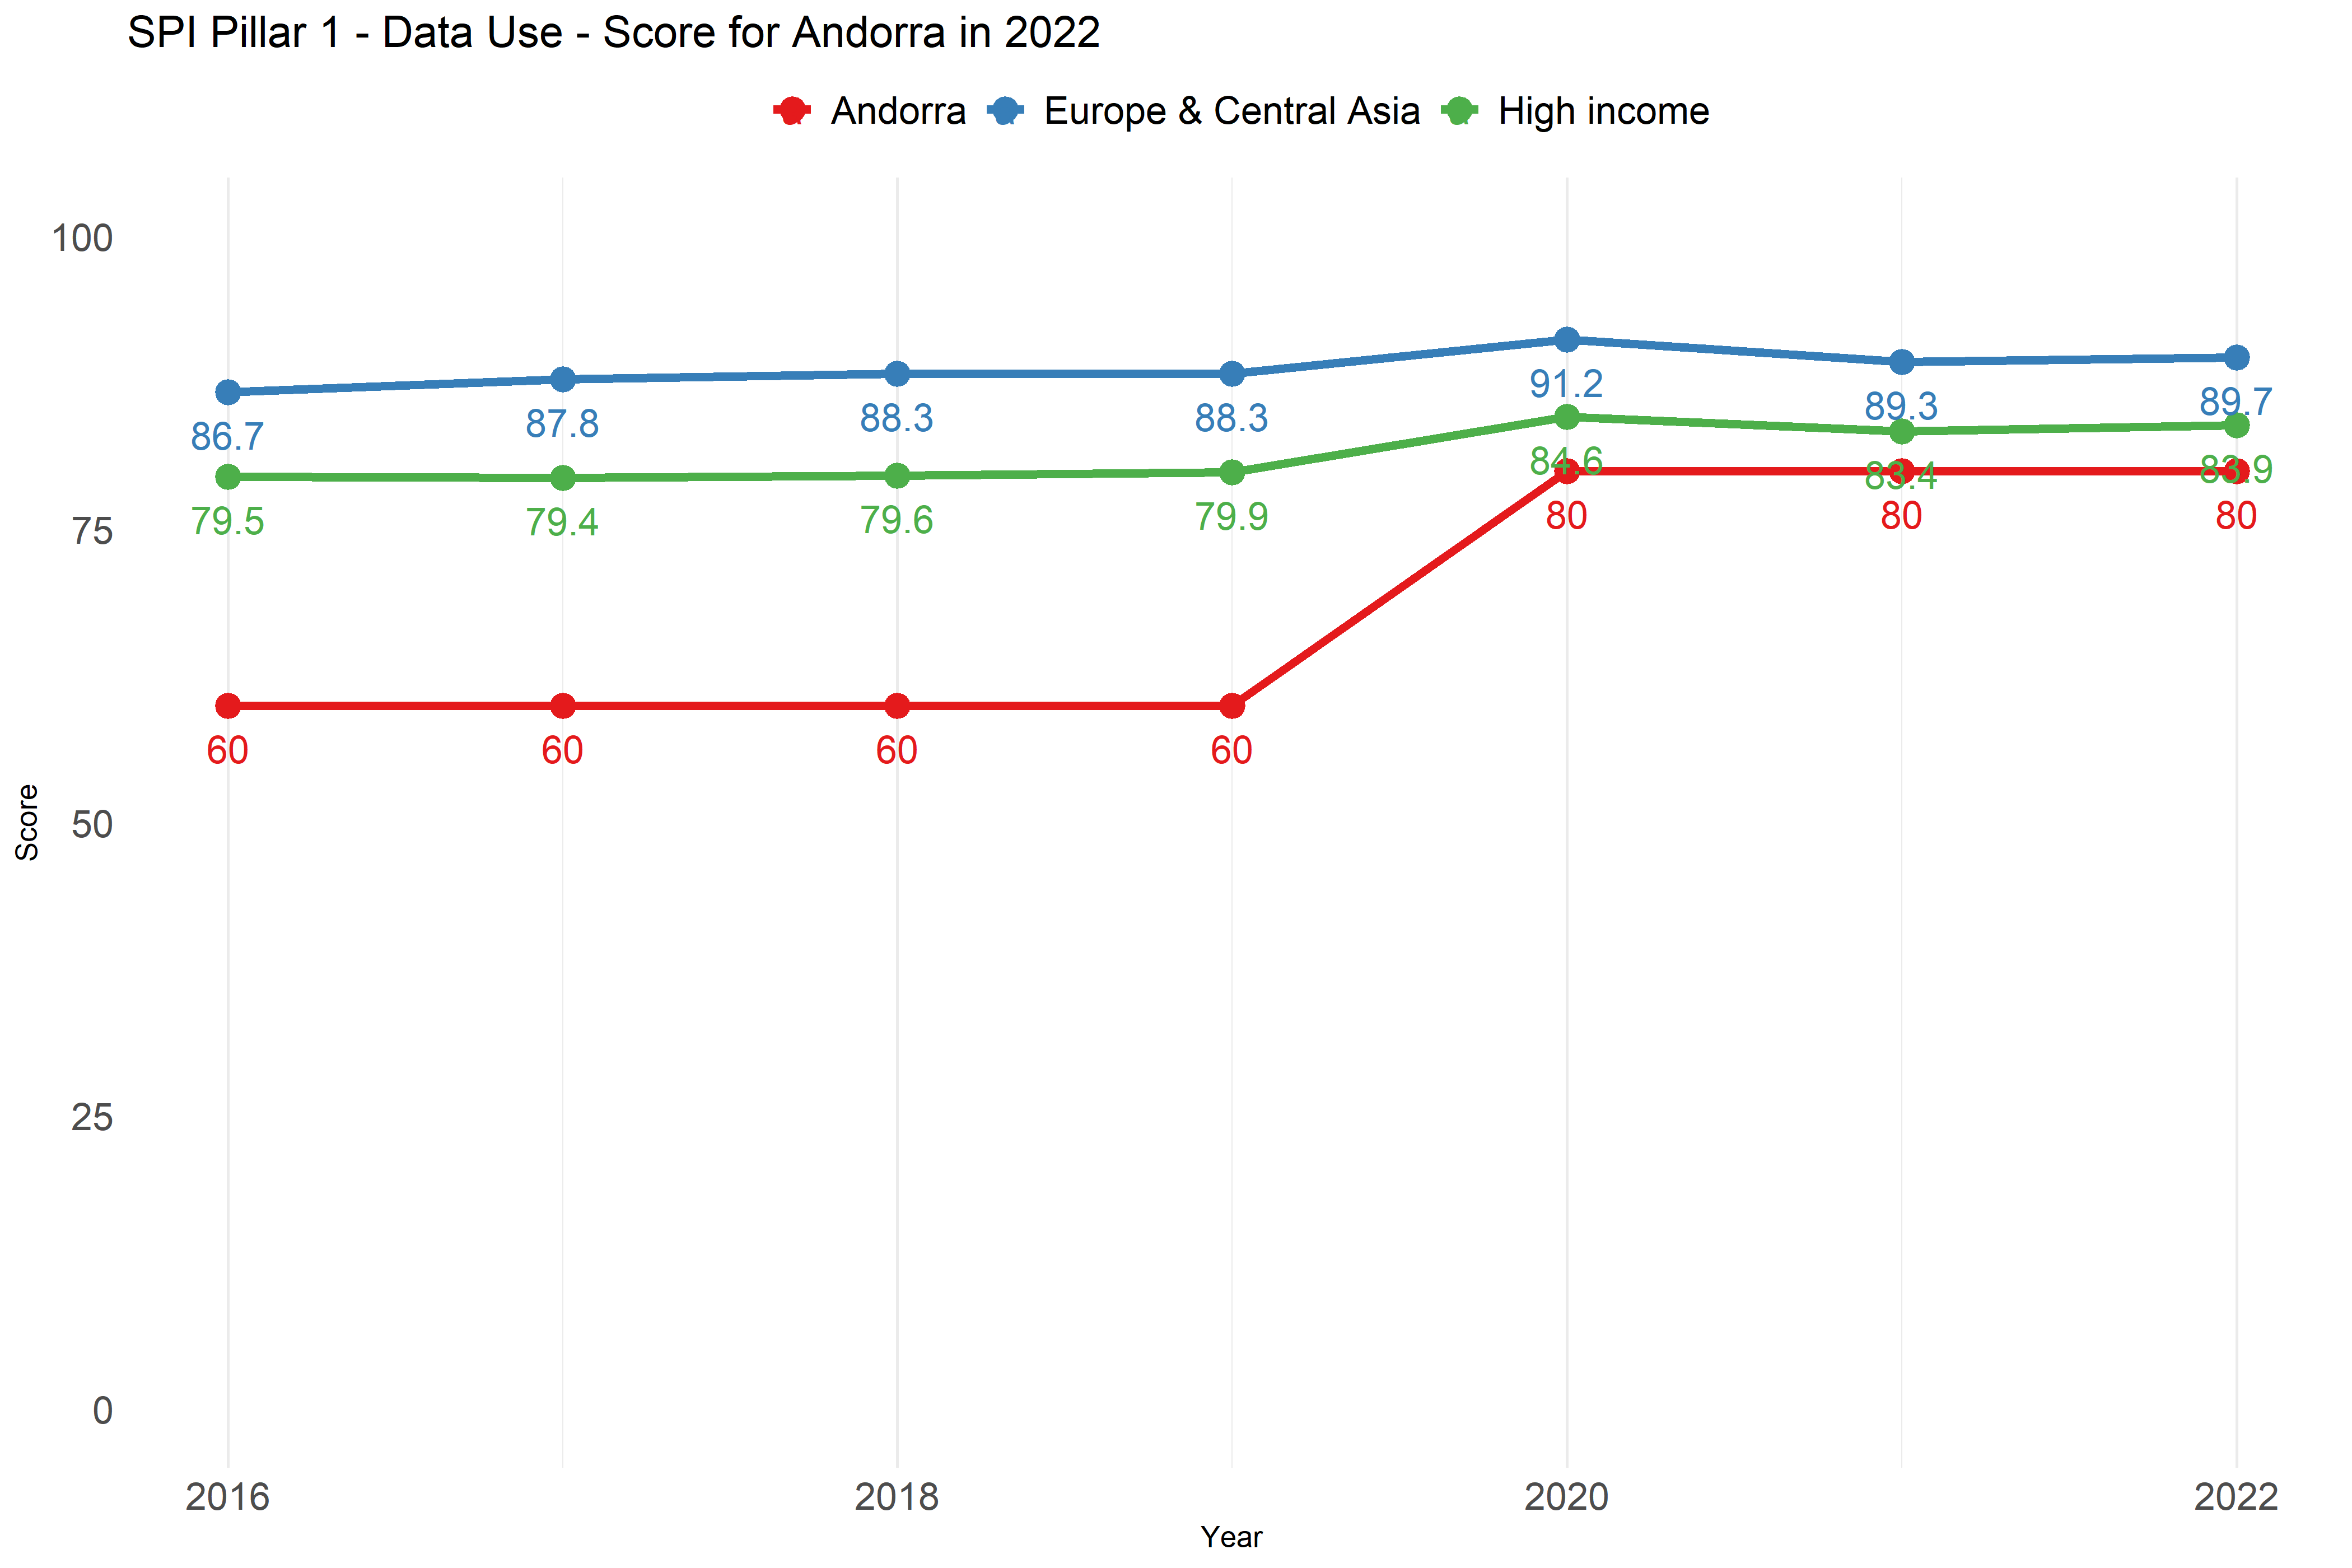 SPI Pillar 1 - Data Use - Score for Andorra in 2022
Andorra Europe & Central Asia High income
100
75
50
25
0
Score
86.7 87.8 88.3 88.3 91.2 89.3 89.7
79.5 79.4 79.6 79.9 84.6 83.4 83.9
60 60 60 60 80 80 80
2016 2018 2020 2022
Year